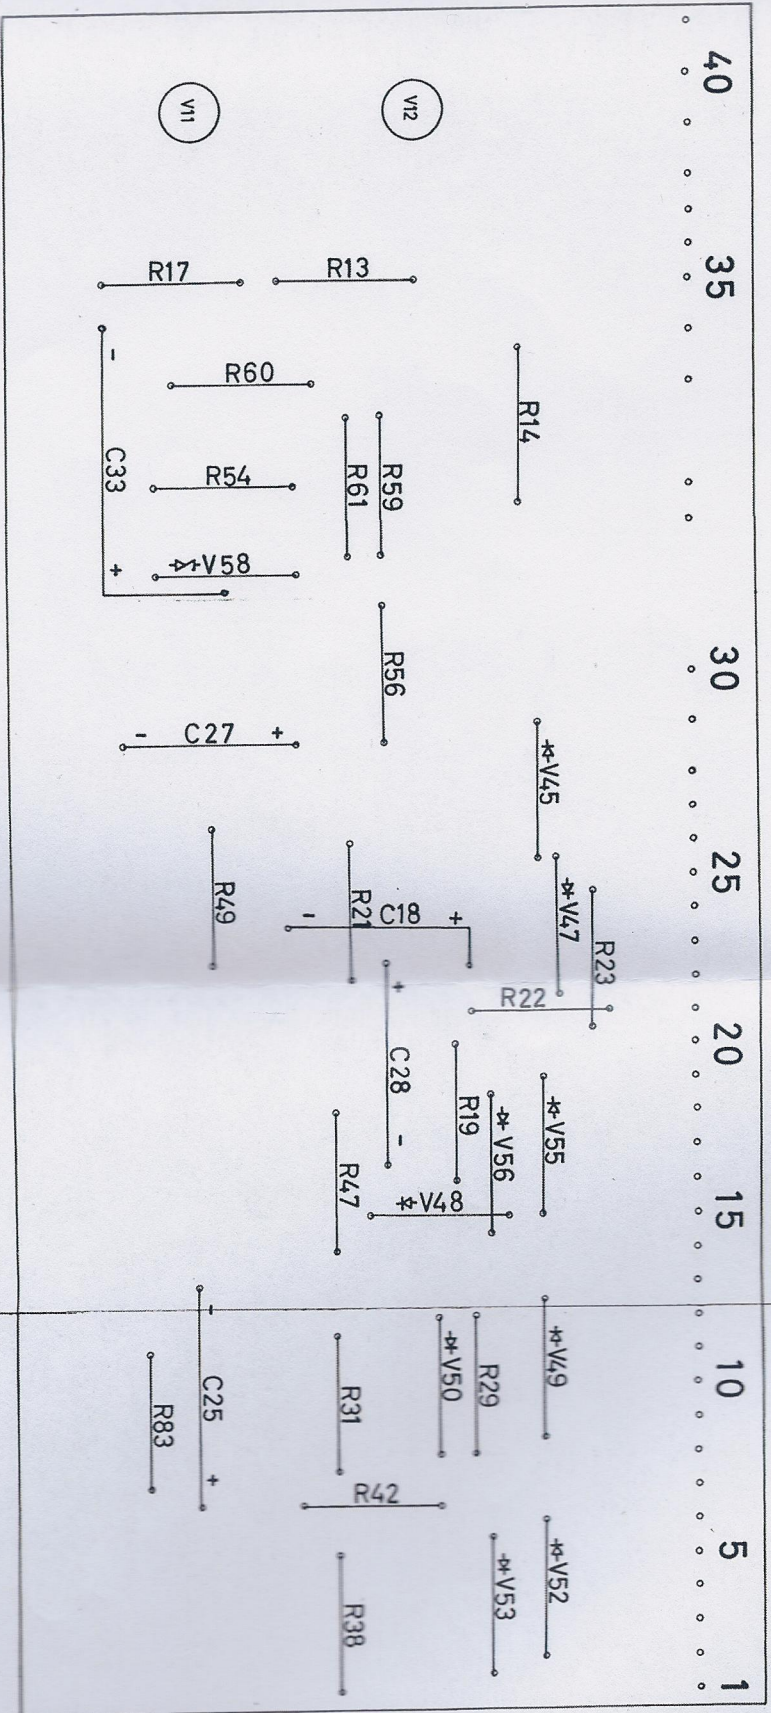 40
V11
V12
R17
R13
35
-
R60
R14
C33
R54
R61
R59
+
V58
R56
30
- C27 +
V45
R49
R21
- C18 +
V47
25
R23
+
R22
C28
20
R19
V56
V55
-
R47
V48
15
-
C25
+
R83
R31
V50
R29
V49
10
R42
R38
V53
V52
5
1